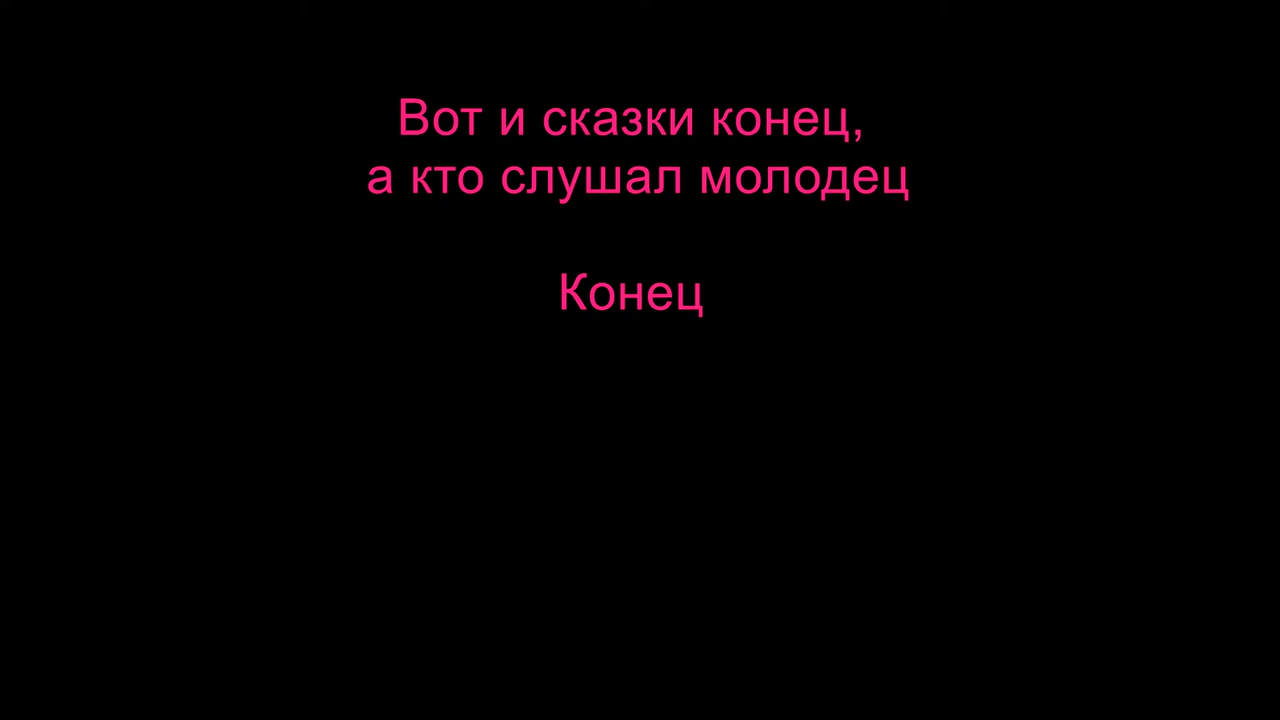 Вот и сказки конец,
а кто слушал молодец
Конец